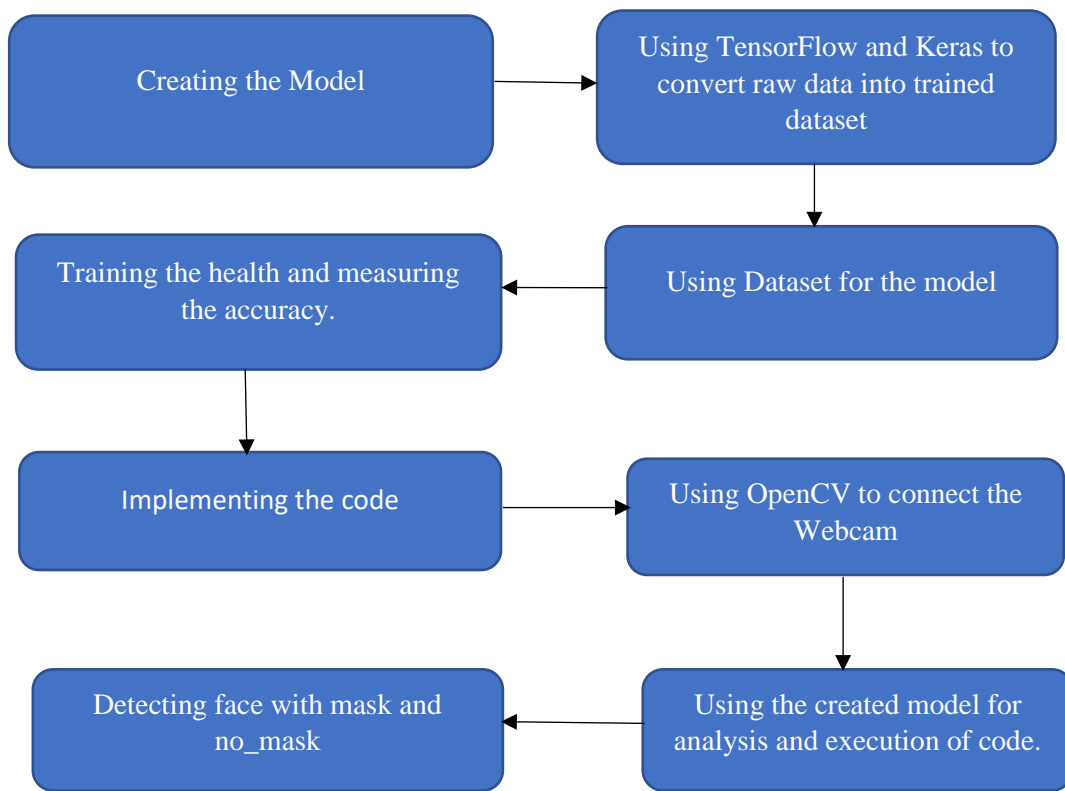 Creating the Model
Using TensorFlow and Keras to
convert raw data into trained
dataset
Using Dataset for the model
Training the health and measuring
the accuracy.
Implementing the code
Using OpenCV to connect the
Webcam
Using the created model for
analysis and execution of code.
Detecting face with mask and
no_mask